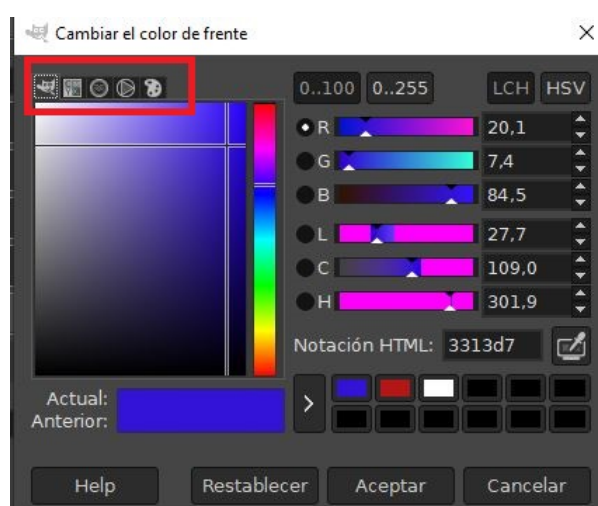 Cambiar el color de frente
0..100 0..255 LCH HSV
R 20,1
G 7,4
B 84,5
L 27,7
C 109,0
H 301,9
Notación HTML: 3313d7
Actual:
Anterior:
Help Restablecer Aceptar Cancelar